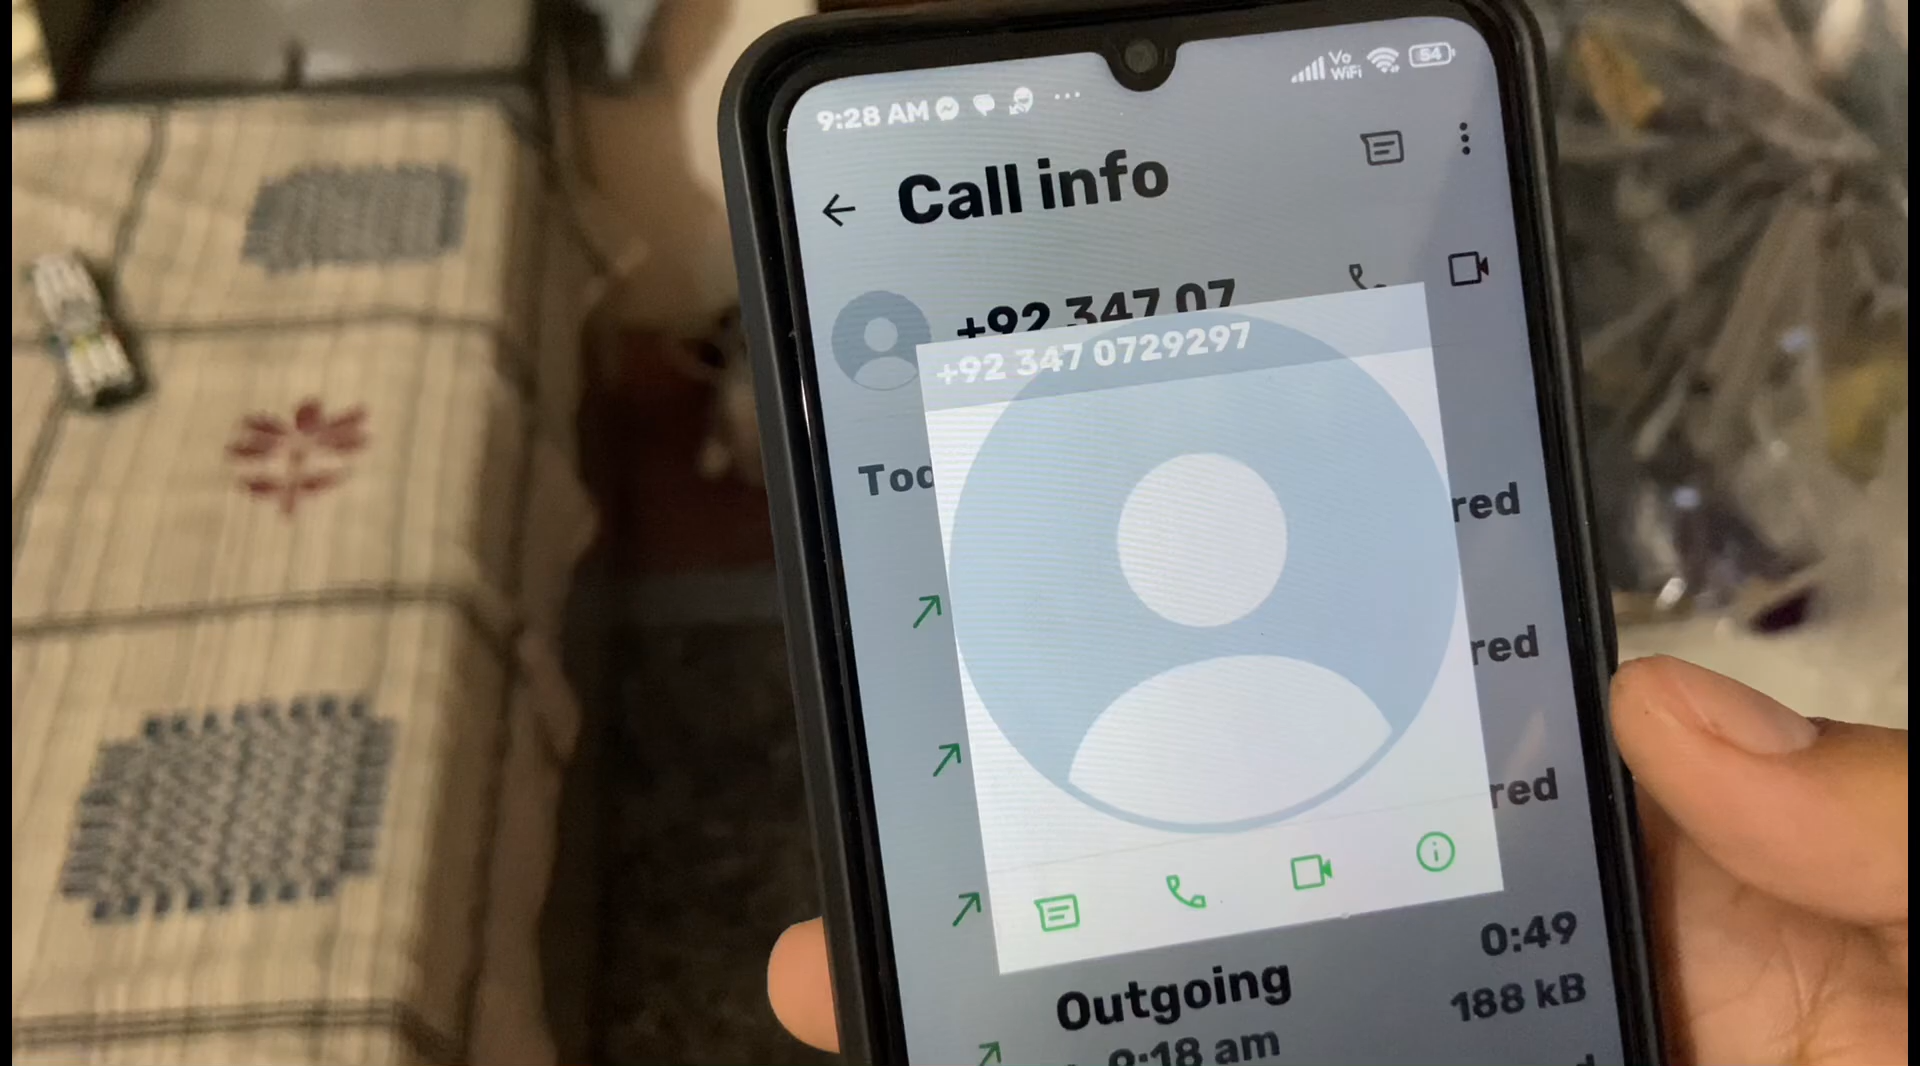 9:28 AM
Vo
WiFi
54
Call info
+92 347 07
+92 347 0729297
Outgoing
0:49
9:18 am
188 kB